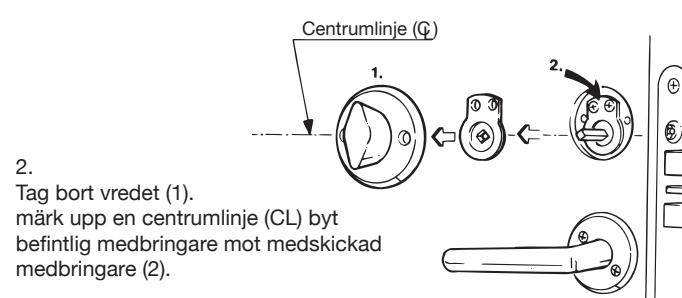 Centrumlinje (℄)
1.
2.
2.
Tag bort vredet (1).
märk upp en centrumlinje (CL) byt
befintlig medbringare mot medskickad
medbringare (2).